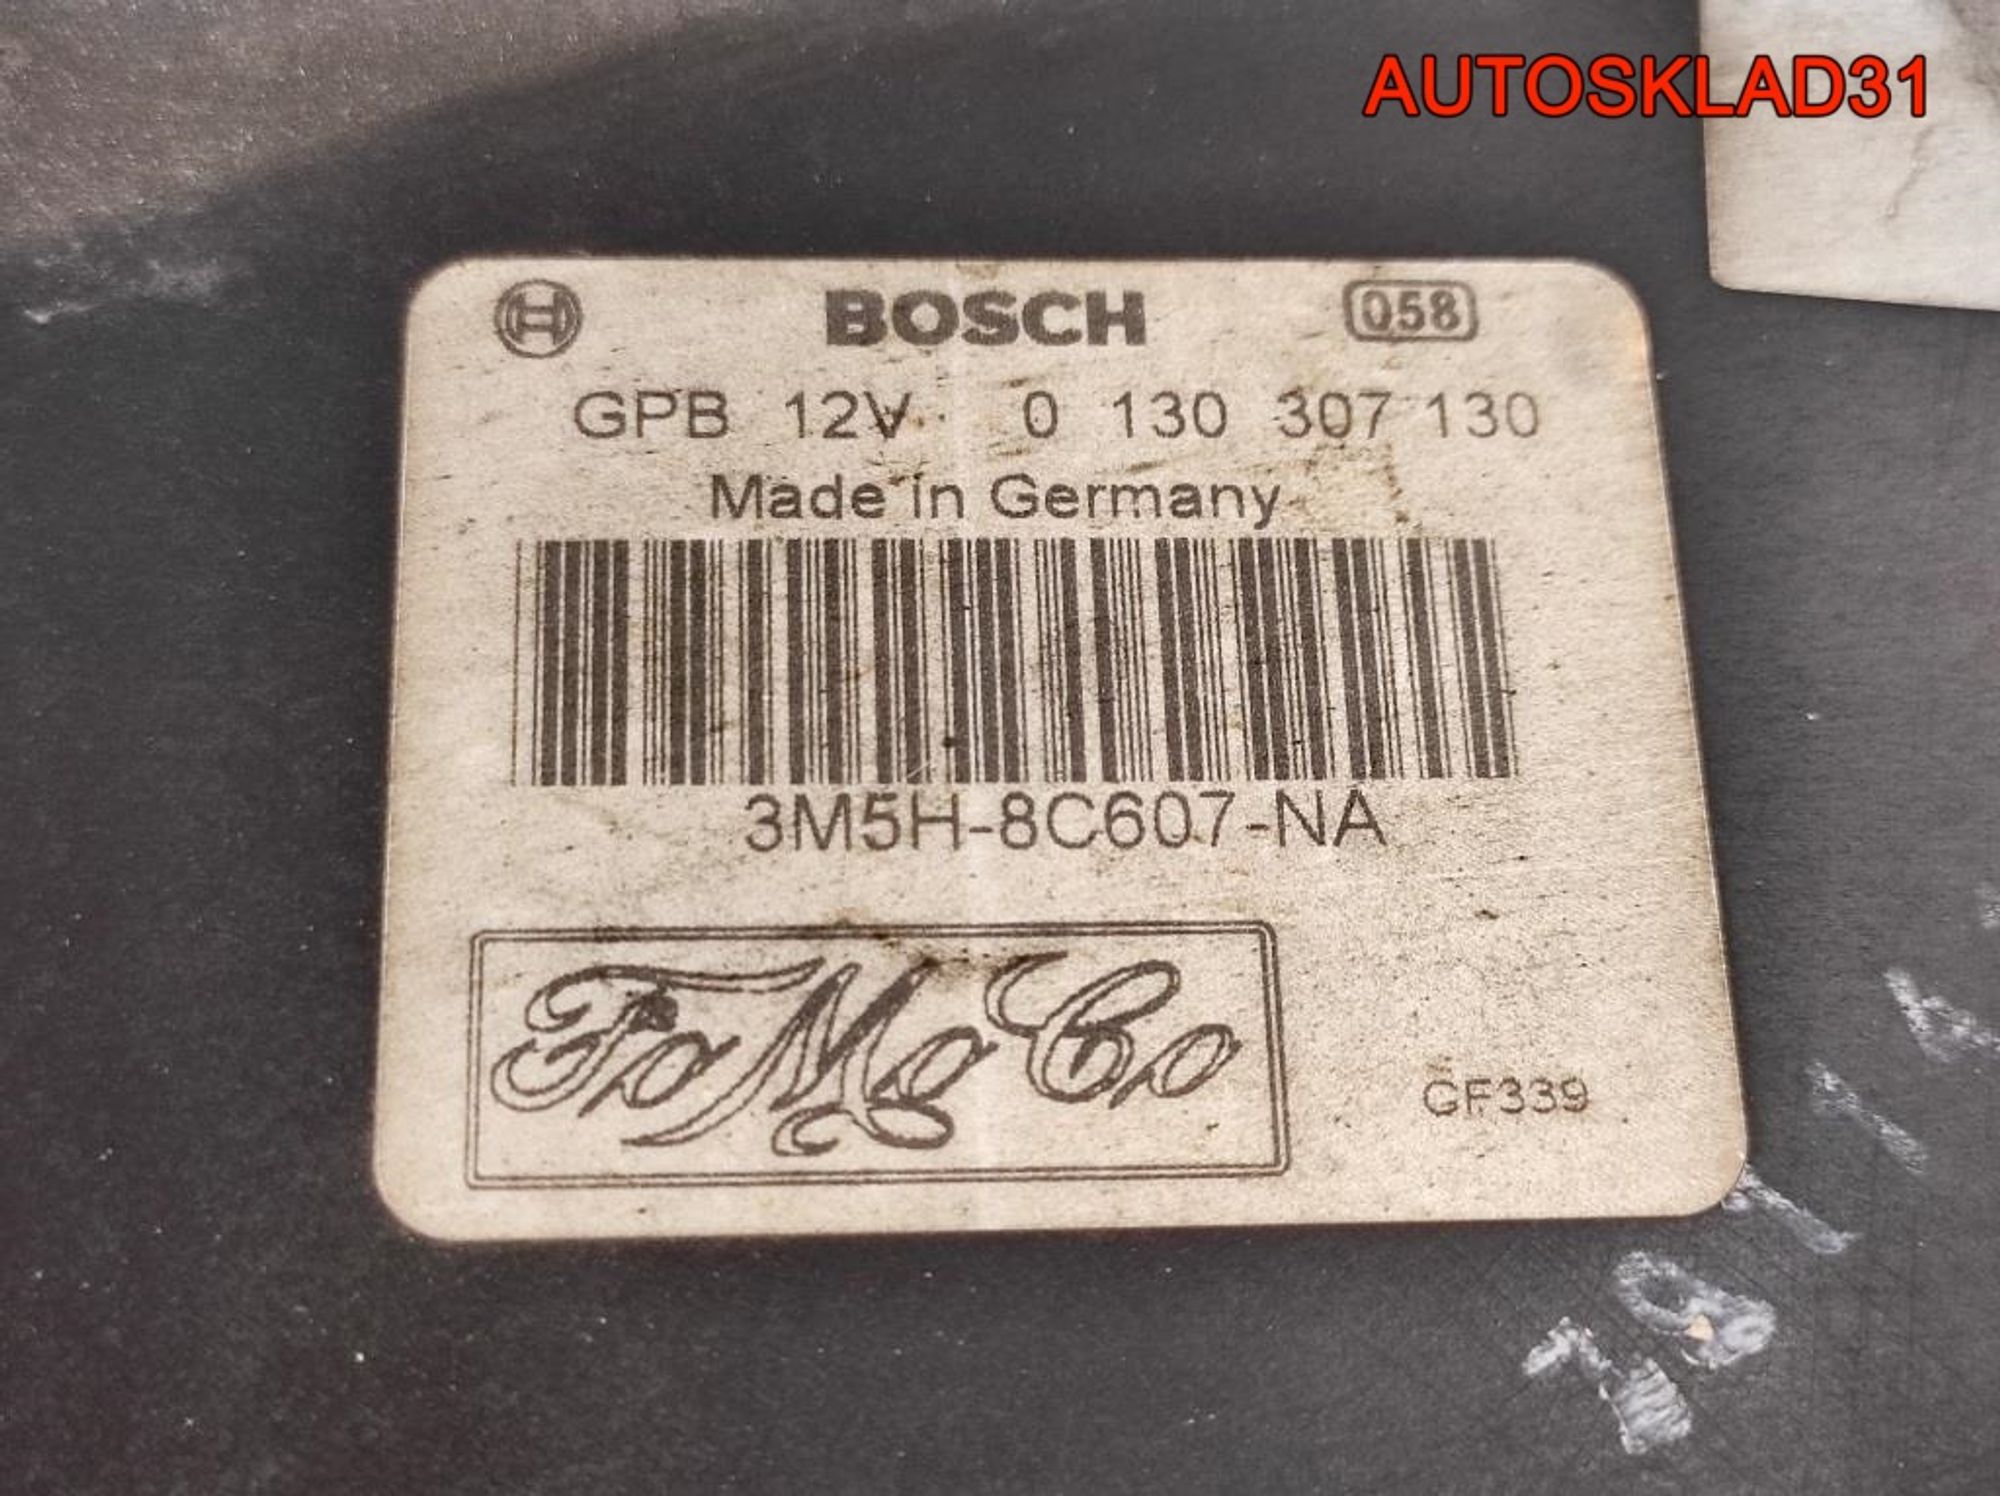 AUTOSKLAD31
BOSCH 058
GPB 12V 0 130 307 130
Made in Germany
3M5H-8C607-NA
FoMoCo
GF339